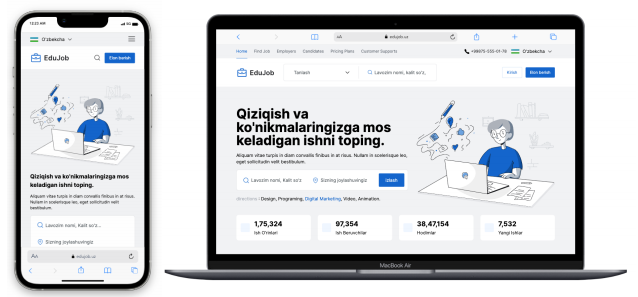 12:22 AM
O'zbekcha
EduJob
Elon berish
Qiziqish va ko'nikmalaringizga mos
keladigan ishni toping.
Aliquam vitae turpis in diam convallis finibus in at risus.
Nullam in scelerisque leo, eget sollicitudin velit
bestibulum.
Lavozim nomi, Kalit so'z...
Sizning joylashuvingiz
AA
edujob.uz
AA
edujob.uz
Home Find Job Employers Candidates Pricing Plans Customer Supports
+99875-555-01-78 O'zbekcha
EduJob
Tanlash
Lavozim nomi, Kalit so'z,
Kirish
Elon berish
Qiziqish va
ko'nikmalaringizga mos
keladigan ishni toping.
Aliquam vitae turpis in diam convallis finibus in at risus. Nullam in scelerisque leo,
eget sollicitudin velit bestibulum.
Lavozim nomi, Kalit so'z
Sizning joylashuvingiz
Izlash
directions : Design, Programing, Digital Marketing, Video, Animation.
1,75,324
Ish O'rinlari
97,354
Ish Beruvchilar
38,47,154
Hodimlar
7,532
Yangi Ishlar
MacBook Air